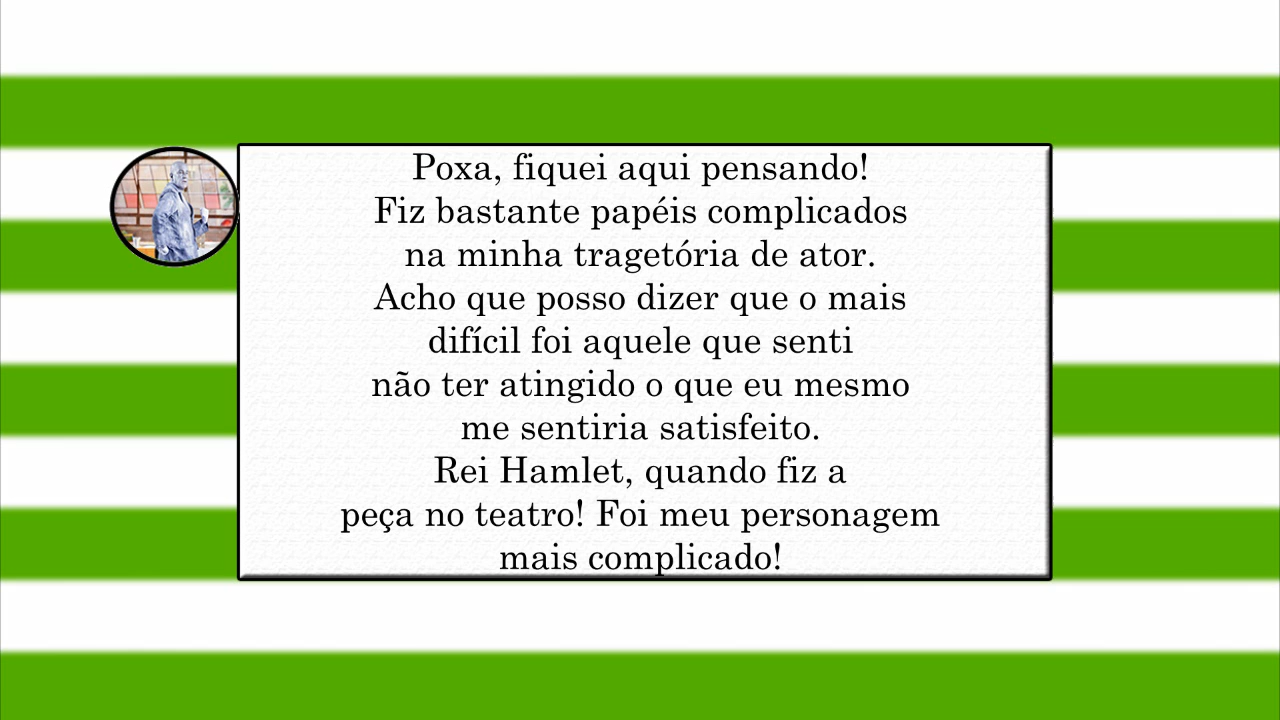 Poxa, fiquei aqui pensando!
Fiz bastante papéis complicados
na minha tragetória de ator.
Acho que posso dizer que o mais
difícil foi aquele que senti
não ter atingido o que eu mesmo
me sentiria satisfeito.
Rei Hamlet, quando fiz a
peça no teatro! Foi meu personagem
mais complicado!